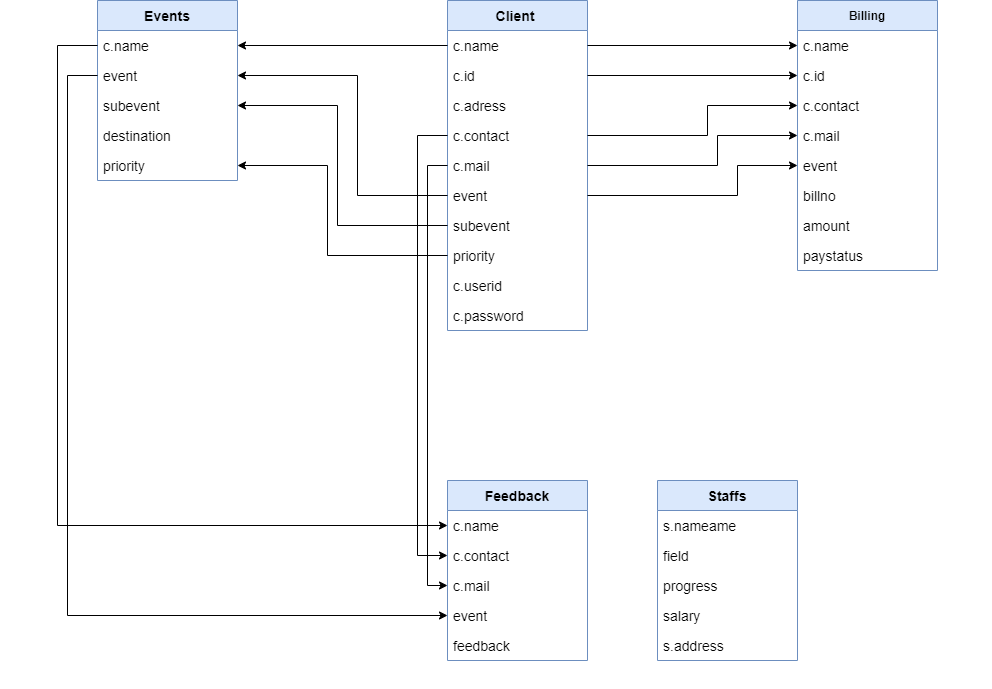 Events
c.name
event
subevent
destination
priority
Client
c.name
c.id
c.adress
c.contact
c.mail
event
subevent
priority
c.userid
c.password
Billing
c.name
c.id
c.contact
c.mail
event
billno
amount
paystatus
Feedback
c.name
c.contact
c.mail
event
feedback
Staffs
s.nameame
field
progress
salary
s.address